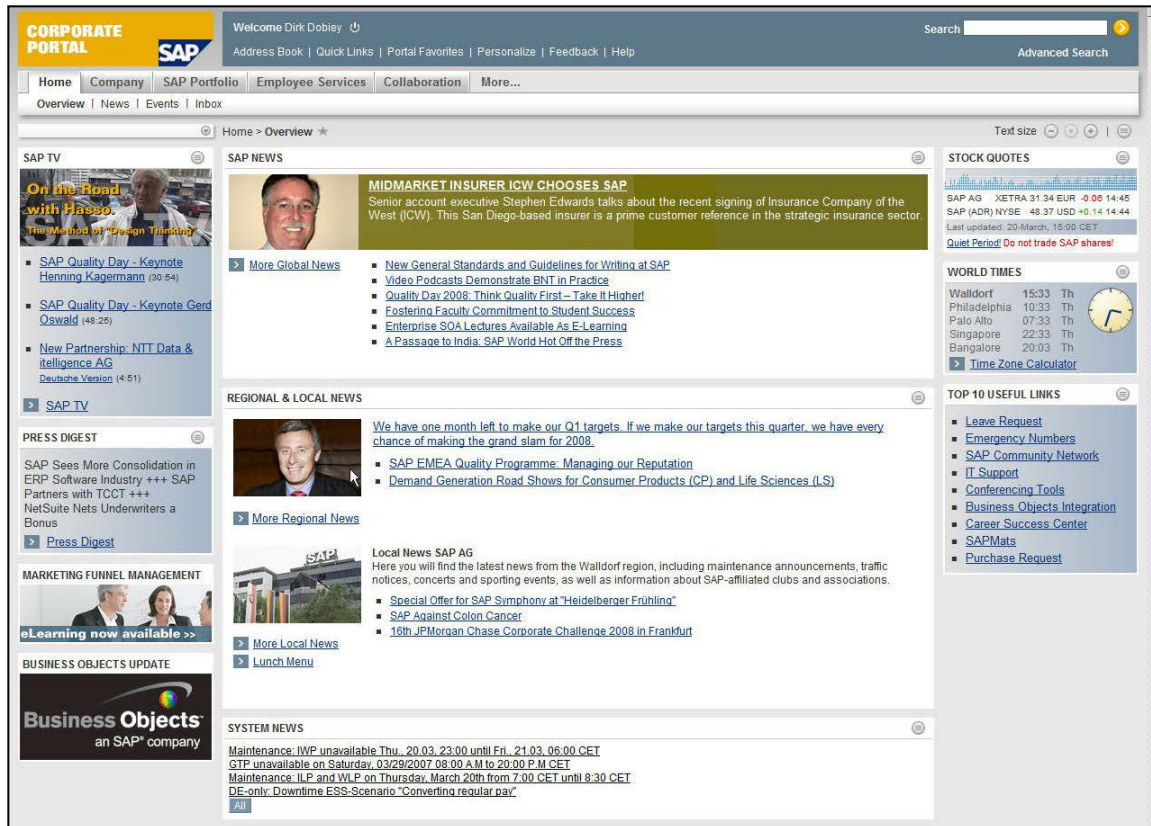 CORPORATE
PORTAL
SAP
Welcome Dirk Dobiey
Address Book | Quick Links | Portal Favorites | Personalize | Feedback | Help
Search
Advanced Search
Home Company SAP Portfolio Employee Services Collaboration More...
Overview | News | Events | Inbox
Home > Overview
Text size
SAP TV
On the Road
with Hasso.
The Method of "Design Thinking"
SAP Quality Day - Keynote
Henning Kagermann (30:54)
SAP Quality Day - Keynote Gerd
Oswald (48:25)
New Partnership: NTT Data &
itelligence AG
Deutsche Version (4:51)
SAP TV
PRESS DIGEST
SAP Sees More Consolidation in
ERP Software Industry +++ SAP
Partners with TCCT +++
NetSuite Nets Underwriters a
Bonus
Press Digest
MARKETING FUNNEL MANAGEMENT
eLearning now available >>
BUSINESS OBJECTS UPDATE
Business Objects
an SAP® company
SAP NEWS
MIDMARKET INSURER ICW CHOOSES SAP
Senior account executive Stephen Edwards talks about the recent signing of Insurance Company of the
West (ICW). This San Diego-based insurer is a prime customer reference in the strategic insurance sector.
More Global News
New General Standards and Guidelines for Writing at SAP
Video Podcasts Demonstrate BNT in Practice
Quality Day 2008: Think Quality First – Take It Higher!
Fostering Faculty Commitment to Student Success
Enterprise SOA Lectures Available As E-Learning
A Passage to India: SAP World Hot Off the Press
REGIONAL & LOCAL NEWS
We have one month left to make our Q1 targets. If we make our targets this quarter, we have every
chance of making the grand slam for 2008.
SAP EMEA Quality Programme: Managing our Reputation
Demand Generation Road Shows for Consumer Products (CP) and Life Sciences (LS)
More Regional News
SAP
Local News SAP AG
Here you will find the latest news from the Walldorf region, including maintenance announcements, traffic
notices, concerts and sporting events, as well as information about SAP-affiliated clubs and associations.
Special Offer for SAP Symphony at "Heidelberger Frühling"
SAP Against Colon Cancer
16th JPMorgan Chase Corporate Challenge 2008 in Frankfurt
More Local News
Lunch Menu
SYSTEM NEWS
Maintenance: IWP unavailable Thu., 20.03, 23:00 until Fri., 21.03, 06:00 CET
GTP unavailable on Saturday, 03/29/2007 08:00 A.M to 20:00 P.M CET
Maintenance: ILP and WLP on Thursday, March 20th from 7:00 CET until 8:30 CET
DE-only: Downtime ESS-Scenario "Converting regular pay"
All
STOCK QUOTES
SAP AG XETRA 31.34 EUR -0.06 14:45
SAP (ADR) NYSE 48.37 USD +0.14 14:44
Last updated: 20-March, 15:00 CET
Quiet Period! Do not trade SAP shares!
WORLD TIMES
Walldorf 15:33 Th
Philadelphia 10:33 Th
Palo Alto 07:33 Th
Singapore 22:33 Th
Bangalore 20:03 Th
Time Zone Calculator
TOP 10 USEFUL LINKS
Leave Request
Emergency Numbers
SAP Community Network
IT Support
Conferencing Tools
Business Objects Integration
Career Success Center
SAPMats
Purchase Request